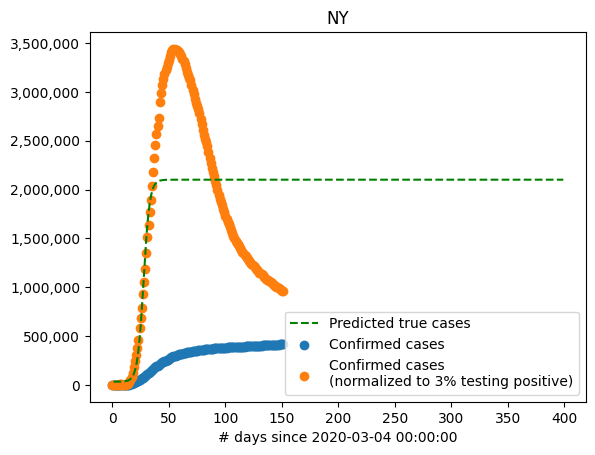 NY
3,500,000
3,000,000
2,500,000
2,000,000
1,500,000
1,000,000
500,000
0
Predicted true cases
Confirmed cases
Confirmed cases
(normalized to 3% testing positive)
0 50 100 150 200 250 300 350 400
# days since 2020-03-04 00:00:00